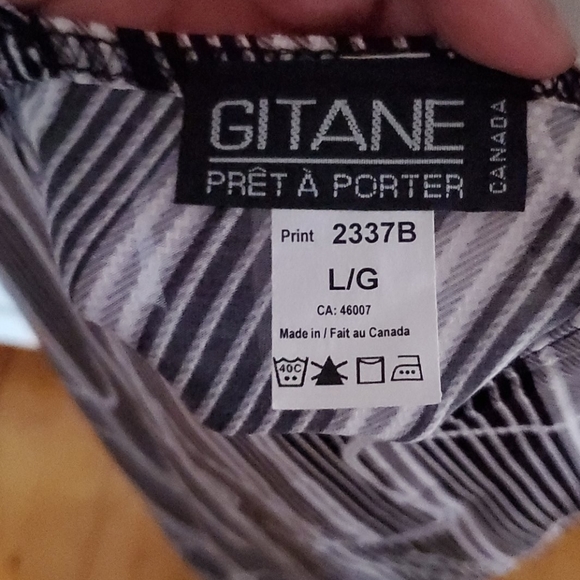 GITANE
PRÊT À PORTER
CANADA
Print 2337B
L/G
CA: 46007
Made in / Fait au Canada
40C